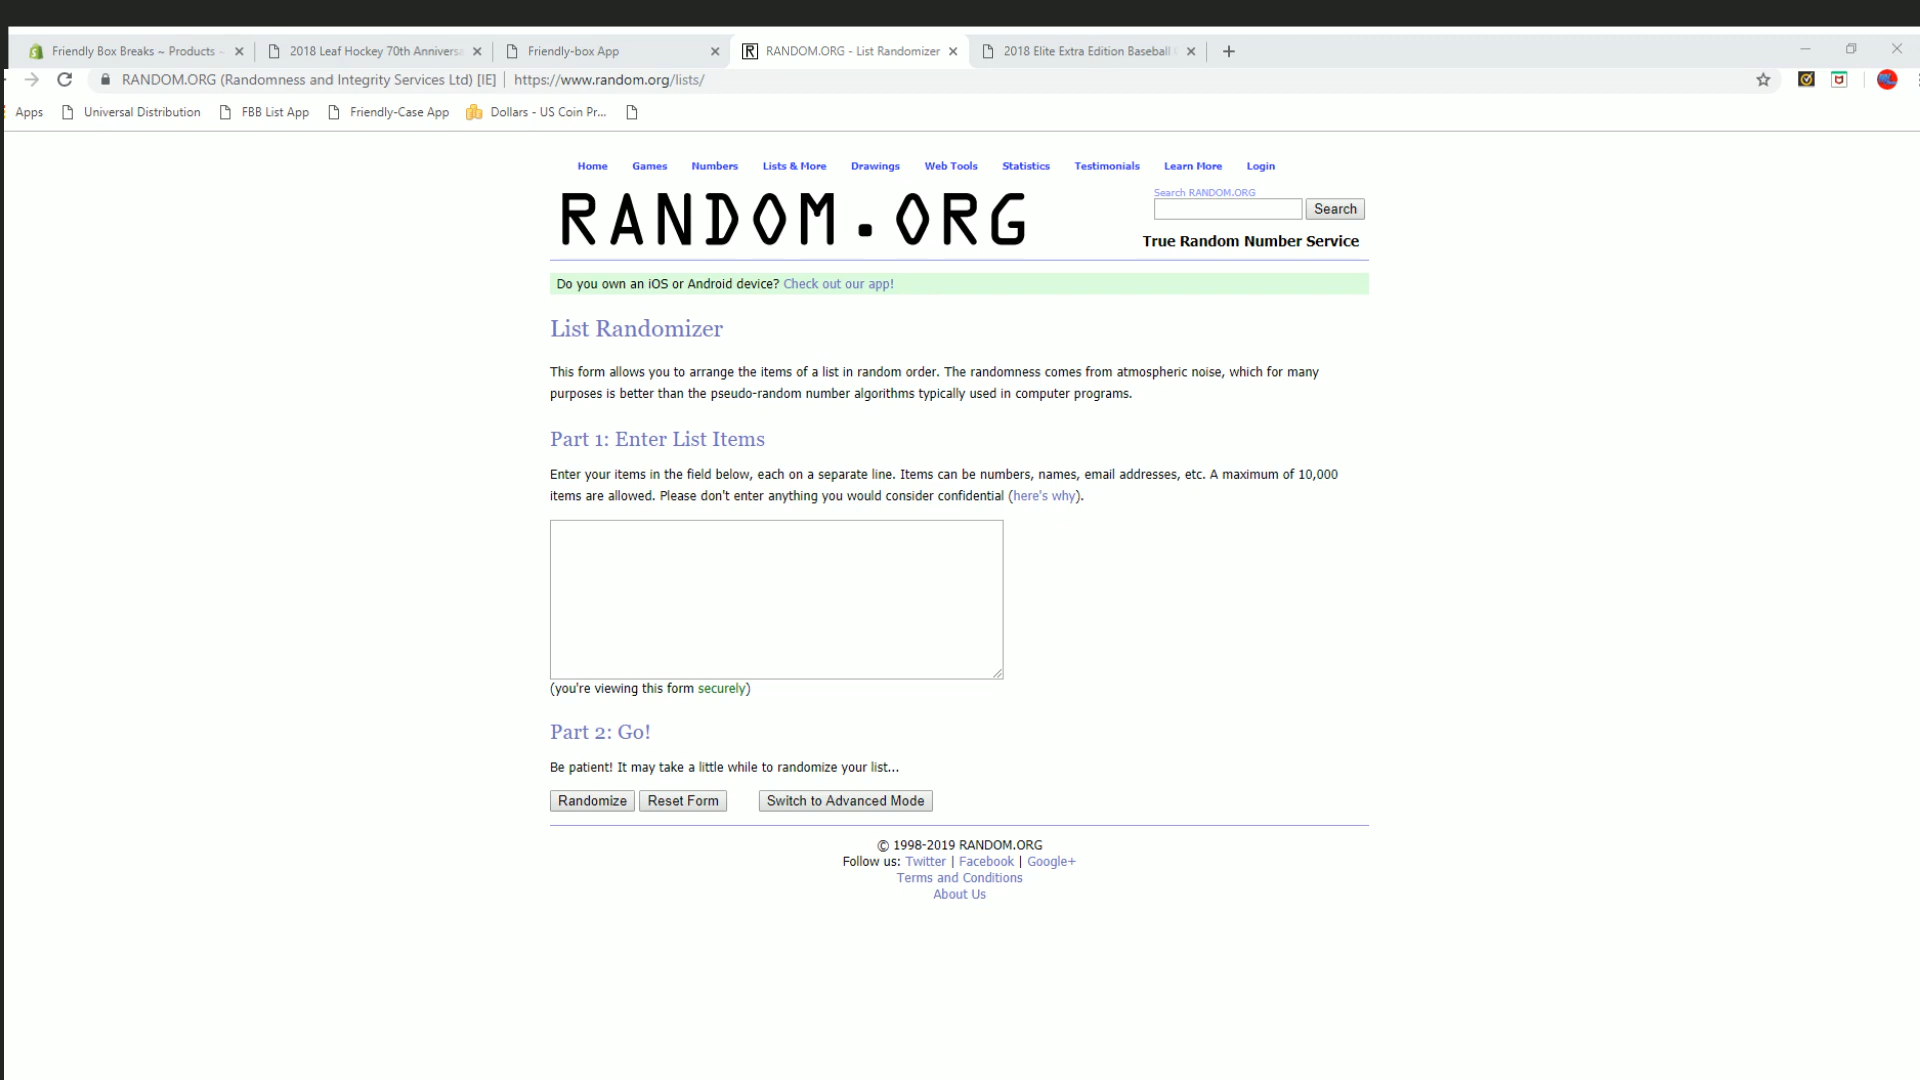 Friendly Box Breaks ~ Products
2018 Leaf Hockey 70th Anniversa
Friendly-box App
RANDOM.ORG - List Randomizer
2018 Elite Extra Edition Baseball
RANDOM.ORG (Randomness and Integrity Services Ltd) [IE] | https://www.random.org/lists/
Apps
Universal Distribution
FBB List App
Friendly-Case App
Dollars - US Coin Pr...
Home Games Numbers Lists & More Drawings Web Tools Statistics Testimonials Learn More Login
RANDOM.ORG
Search RANDOM.ORG
Search
True Random Number Service
Do you own an iOS or Android device? Check out our app!
List Randomizer
This form allows you to arrange the items of a list in random order. The randomness comes from atmospheric noise, which for many
purposes is better than the pseudo-random number algorithms typically used in computer programs.
Part 1: Enter List Items
Enter your items in the field below, each on a separate line. Items can be numbers, names, email addresses, etc. A maximum of 10,000
items are allowed. Please don't enter anything you would consider confidential (here's why).
(you're viewing this form securely)
Part 2: Go!
Be patient! It may take a little while to randomize your list...
Randomize Reset Form Switch to Advanced Mode
© 1998-2019 RANDOM.ORG
Follow us: Twitter | Facebook | Google+
Terms and Conditions
About Us